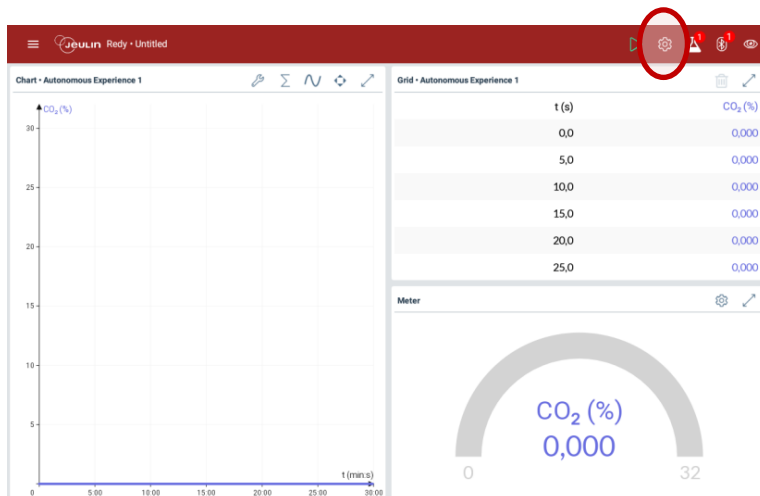 Jeulin Redy • Untitled
1 1
Chart • Autonomous Experience 1
CO₂ (%)
30
25
20
15
10
5
t (min:s)
0 5:00 10:00 15:00 20:00 25:00 30:00
Grid • Autonomous Experience 1
t (s) CO₂ (%)
0,0 0,000
5,0 0,000
10,0 0,000
15,0 0,000
20,0 0,000
25,0 0,000
Meter
CO₂ (%)
0,000
0 32